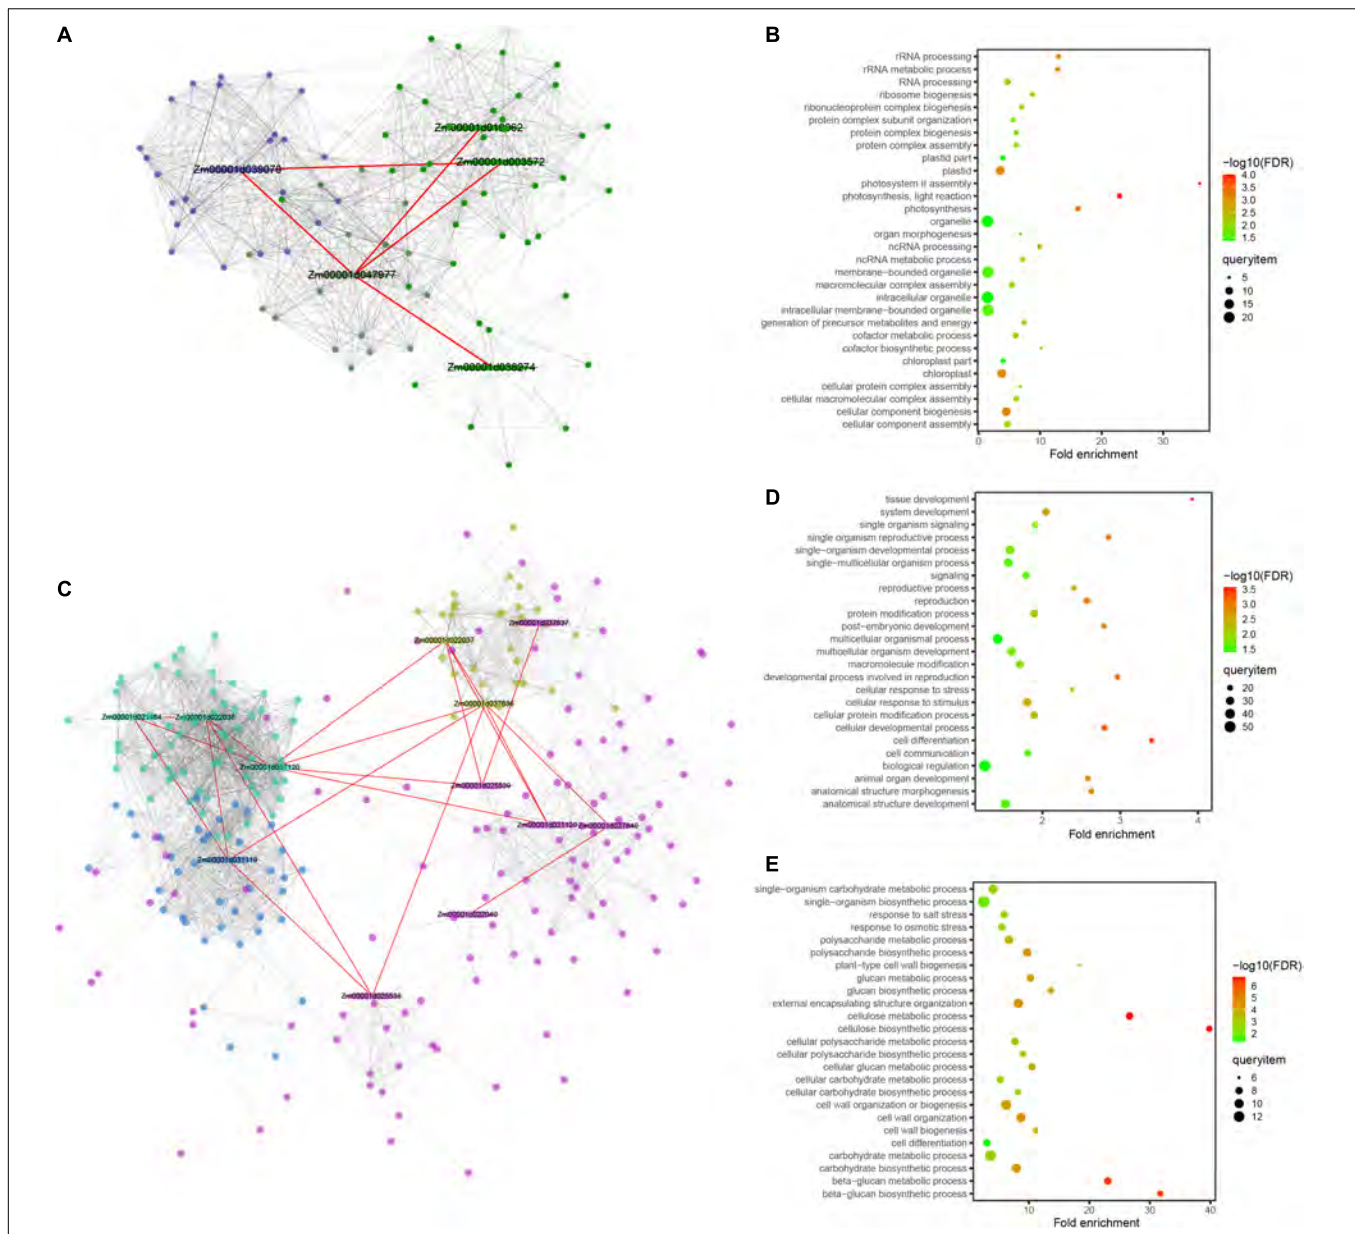 A
Zm00001d003572
Zm00001d039078
Zm00001d047977
Zm00001d038274
B
rRNA processing
rRNA metabolic process
RNA processing
ribosome biogenesis
ribonucleoprotein complex biogenesis
protein complex subunit organization
protein complex biogenesis
protein complex assembly
plastid part
plastid
photosystem II assembly
photosynthesis, light reaction
photosynthesis
organelle
organ morphogenesis
ncRNA processing
ncRNA metabolic process
membrane-bounded organelle
macromolecular complex assembly
intracellular organelle
intracellular membrane-bounded organelle
generation of precursor metabolites and energy
cofactor metabolic process
cofactor biosynthetic process
chloroplast part
chloroplast
cellular protein complex assembly
cellular macromolecular complex assembly
cellular component biogenesis
cellular component assembly
0 10 20 30
Fold enrichment
-log10(FDR)
4.0
3.5
3.0
2.5
2.0
1.5
queryitem
5
10
15
20
C
Zm00001d022037
Zm00001d031120
Zm00001d031119
D
tissue development
system development
single organism signaling
single organism reproductive process
single-organism developmental process
single-multicellular organism process
signaling
reproductive process
reproduction
protein modification process
post-embryonic development
multicellular organismal process
multicellular organism development
macromolecule modification
developmental process involved in reproduction
cellular response to stress
cellular response to stimulus
cellular protein modification process
cellular developmental process
cell differentiation
cell communication
biological regulation
animal organ development
anatomical structure morphogenesis
anatomical structure development
2 3 4
Fold enrichment
-log10(FDR)
3.5
3.0
2.5
2.0
1.5
queryitem
20
30
40
50
E
single-organism carbohydrate metabolic process
single-organism biosynthetic process
response to salt stress
response to osmotic stress
polysaccharide metabolic process
polysaccharide biosynthetic process
plant-type cell wall biogenesis
glucan metabolic process
glucan biosynthetic process
external encapsulating structure organization
cellulose metabolic process
cellulose biosynthetic process
cellular polysaccharide metabolic process
cellular polysaccharide biosynthetic process
cellular glucan metabolic process
cellular carbohydrate metabolic process
cellular carbohydrate biosynthetic process
cell wall organization or biogenesis
cell wall organization
cell wall biogenesis
cell differentiation
carbohydrate metabolic process
carbohydrate biosynthetic process
beta-glucan metabolic process
beta-glucan biosynthetic process
10 20 30 40
Fold enrichment
-log10(FDR)
6
5
4
3
2
queryitem
6
8
10
12